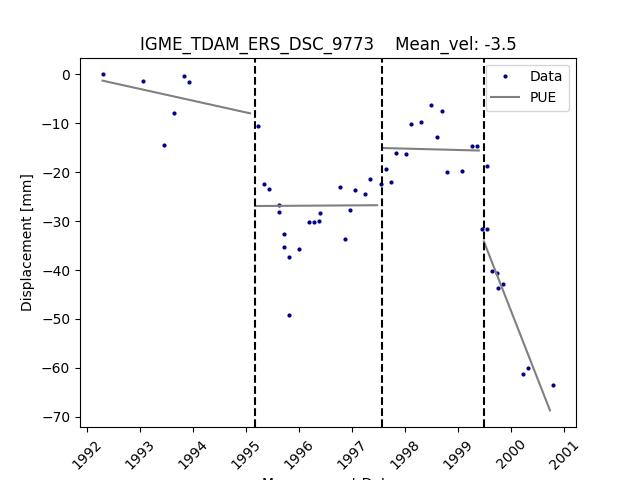 IGME_TDAM_ERS_DSC_9773    Mean_vel: -3.5
Data
PUE
Displacement [mm]
0
−10
−20
−30
−40
−50
−60
−70
1992 1993 1994 1995 1996 1997 1998 1999 2000 2001